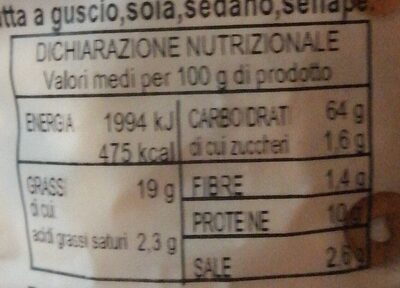 tta a guscio,soia,sedano,senape.
DICHIARAZIONE NUTRIZIONALE
Valori medi per 100 g di prodotto
ENERGIA 1994 kJ
475 kcal
GRASSI 19 g
di cui
acidi grassi saturi 2,3 g
CARBOIDRATI 64 g
di cui zuccheri 1,6 g
FIBRE 1,4 g
PROTEINE 10 g
SALE 2,6 g